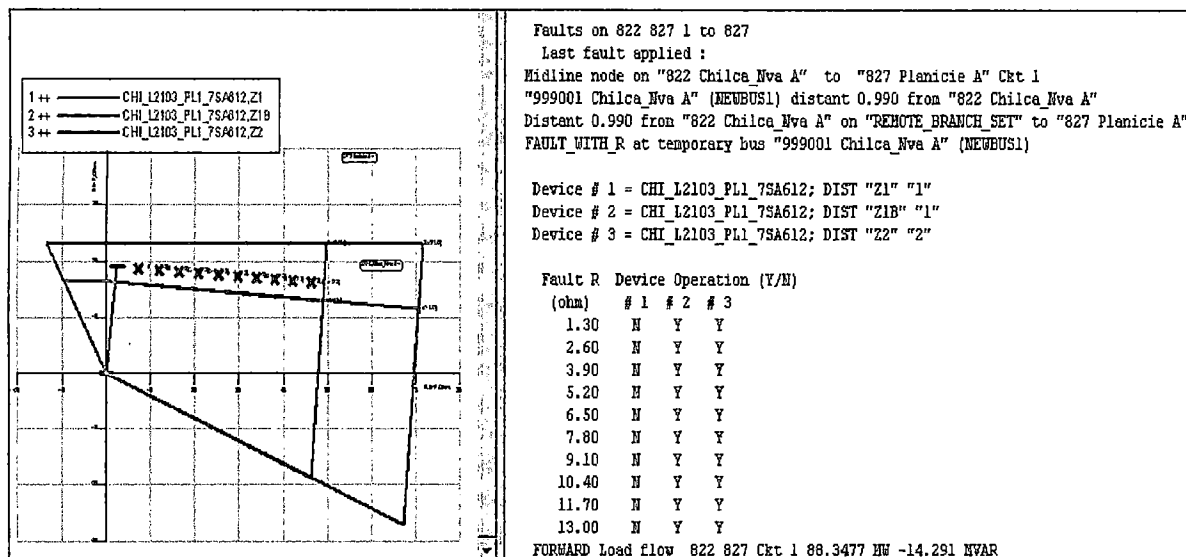 1 ++ CHI_L2103_PL1_7SA612,Z1
2 ++ CHI_L2103_PL1_7SA612,Z1B
3 ++ CHI_L2103_PL1_7SA612,Z2
Faults on 822 827 1 to 827
Last fault applied :
Midline node on "822 Chilca_Nva A" to "827 Planicie A" Ckt 1
"999001 Chilca_Nva A" (NEWBUS1) distant 0.990 from "822 Chilca_Nva A"
Distant 0.990 from "822 Chilca_Nva A" on "REMOTE_BRANCH_SET" to "827 Planicie A"
FAULT_WITH_R at temporary bus "999001 Chilca_Nva A" (NEWBUS1)
Device # 1 = CHI_L2103_PL1_7SA612; DIST "Z1" "1"
Device # 2 = CHI_L2103_PL1_7SA612; DIST "Z1B" "1"
Device # 3 = CHI_L2103_PL1_7SA612; DIST "Z2" "2"
Fault R Device Operation (Y/N)
(ohm) # 1 # 2 # 3
1.30 N Y Y
2.60 N Y Y
3.90 N Y Y
5.20 N Y Y
6.50 N Y Y
7.80 N Y Y
9.10 N Y Y
10.40 N Y Y
11.70 N Y Y
13.00 N Y Y
FORWARD Load flow 822 827 Ckt 1 88.3477 MW -14.291 MVAR